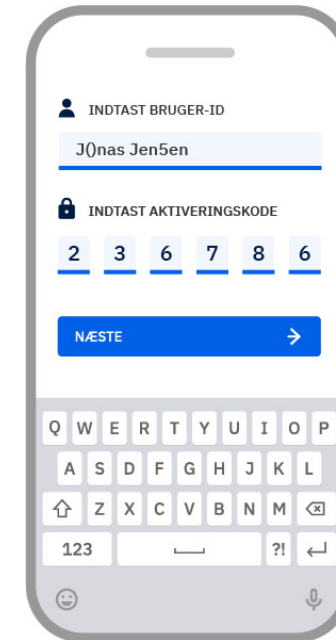 INDTAST BRUGER-ID
J()nas Jen5en
INDTAST AKTIVERINGSKODE
2 3 6 7 8 6
NÆSTE
Q W E R T Y U I O P
A S D F G H J K L
Z X C V B N M
123 ?!